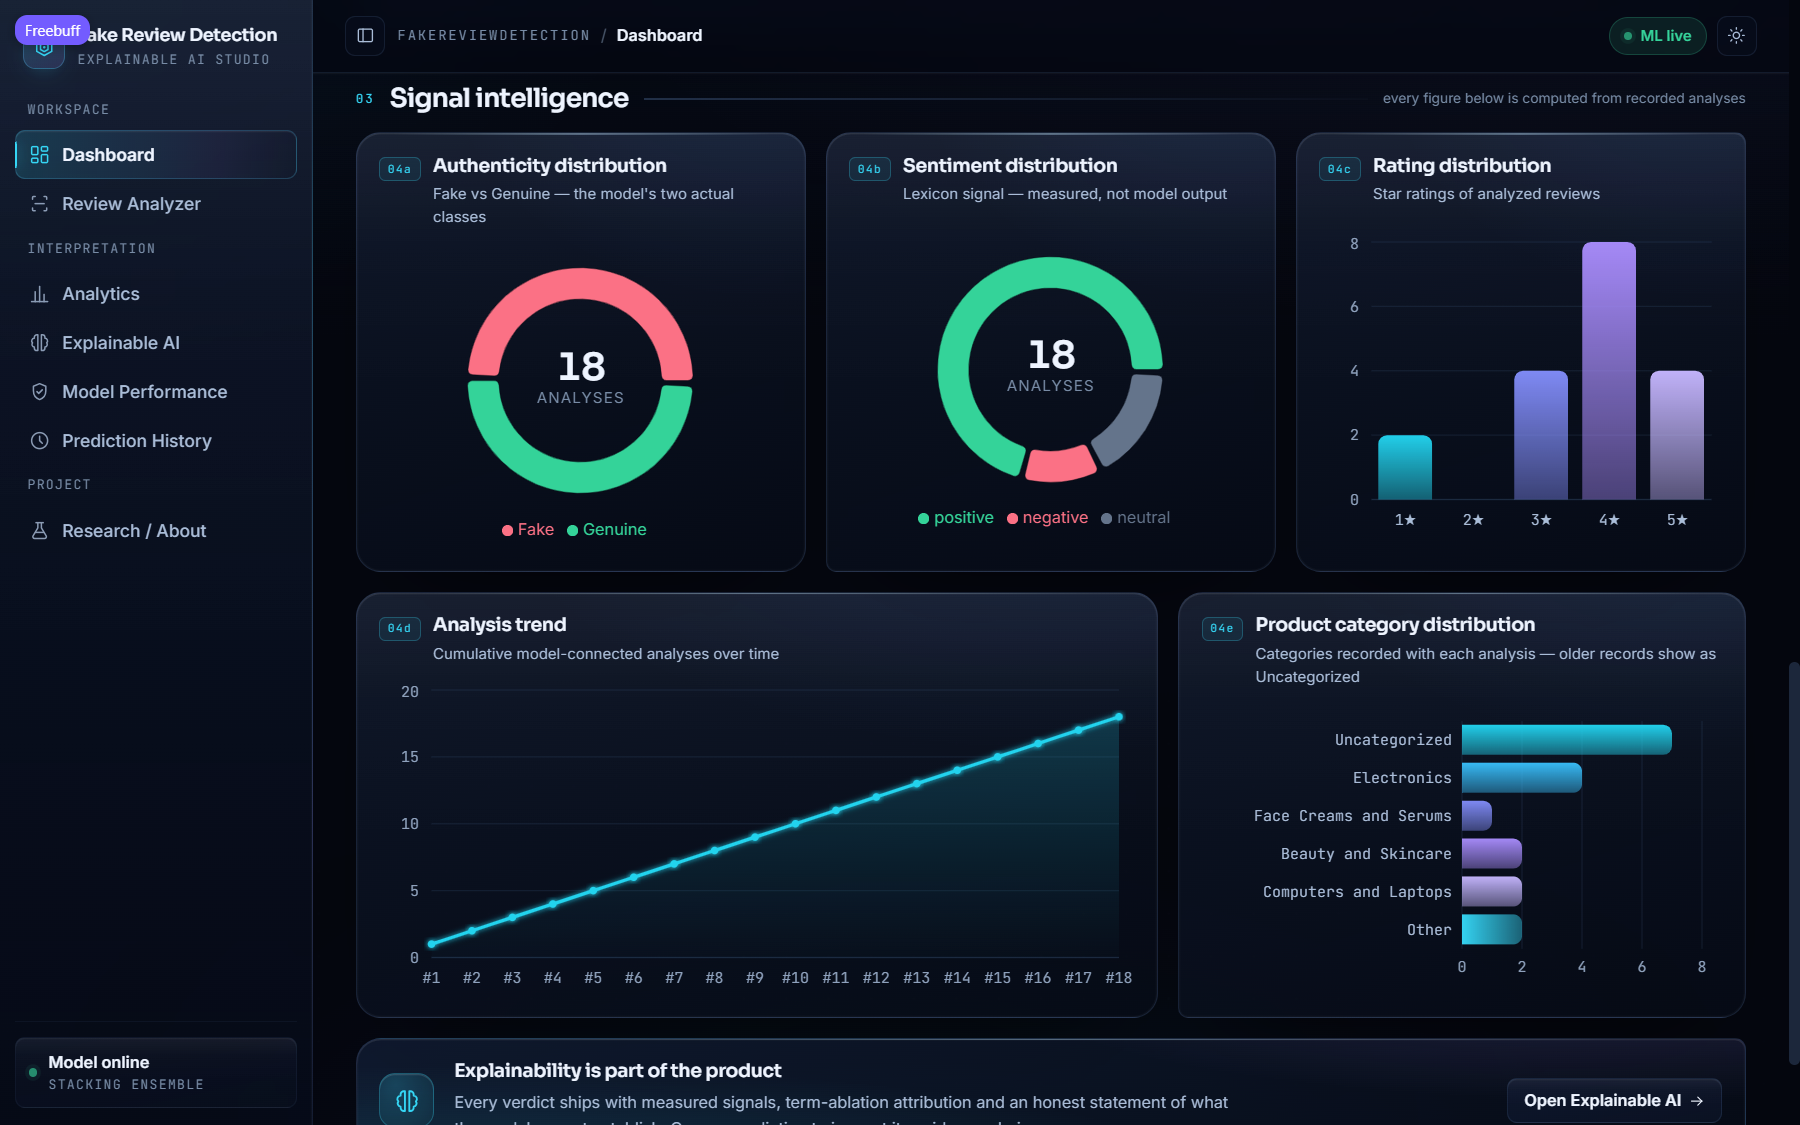 Freebuff
ake Review Detection
EXPLAINABLE AI STUDIO
WORKSPACE
Dashboard
Review Analyzer
INTERPRETATION
Analytics
Explainable AI
Model Performance
Prediction History
PROJECT
Research / About
Model online
STACKING ENSEMBLE
FAKEREVIEWDETECTION / Dashboard
ML live
03 Signal intelligence
every figure below is computed from recorded analyses
04a Authenticity distribution
Fake vs Genuine — the model's two actual
classes
18
ANALYSES
Fake Genuine
04b Sentiment distribution
Lexicon signal — measured, not model output
18
ANALYSES
positive negative neutral
04c Rating distribution
Star ratings of analyzed reviews
8
6
4
2
0
1★ 2★ 3★ 4★ 5★
04d Analysis trend
Cumulative model-connected analyses over time
20
15
10
5
0
#1 #2 #3 #4 #5 #6 #7 #8 #9 #10 #11 #12 #13 #14 #15 #16 #17 #18
04e Product category distribution
Categories recorded with each analysis — older records show as
Uncategorized
Uncategorized
Electronics
Face Creams and Serums
Beauty and Skincare
Computers and Laptops
Other
0 2 4 6 8
Explainability is part of the product
Every verdict ships with measured signals, term-ablation attribution and an honest statement of what
Open Explainable AI →